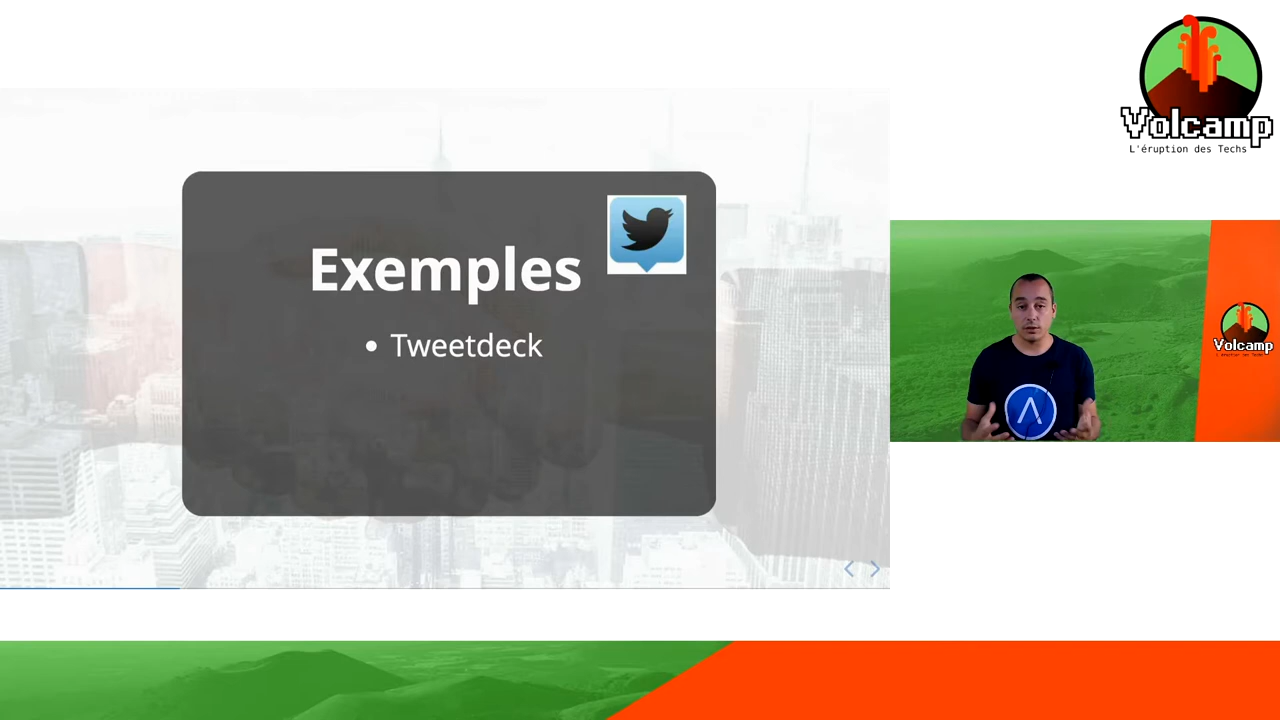 Volcamp
L'éruption des Techs
Exemples
• Tweetdeck
Volcamp